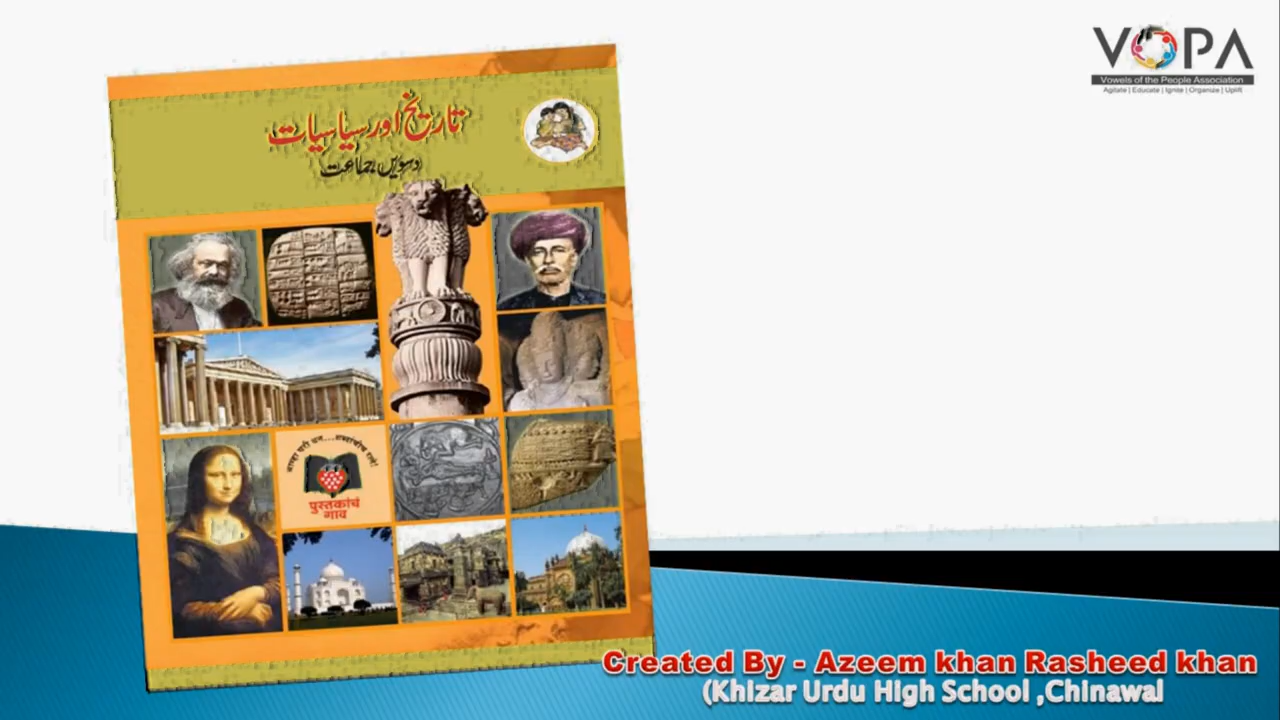 VOPA
Vowels of the People Association
Agitate | Educate | Ignite | Organize | Uplift
تاریخ اور سیاسیات
دسویں جماعت
पुस्तकांचं
गाव
Created By - Azeem khan Rasheed khan
(Khizar Urdu High School ,Chinawal